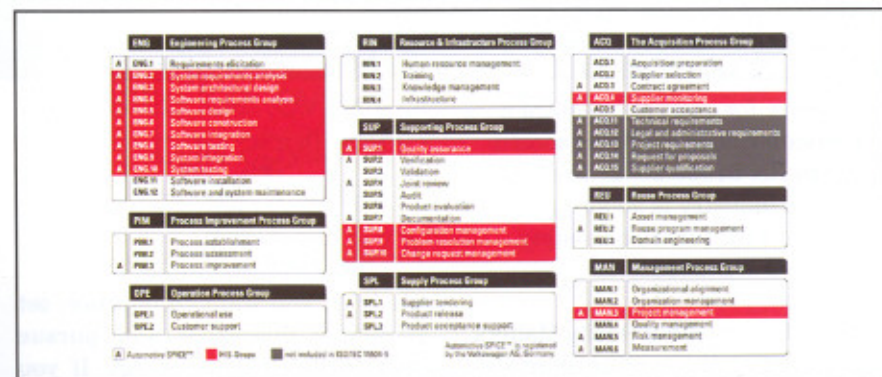 ENG Engineering Process Group
A ENG.1 Requirements elicitation
A ENG.2 System requirements analysis
A ENG.3 System architectural design
A ENG.4 Software requirements analysis
A ENG.5 Software design
A ENG.6 Software construction
A ENG.7 Software integration
A ENG.8 Software testing
A ENG.9 System integration
A ENG.10 System testing
ENG.11 Software installation
ENG.12 Software and system maintenance
PIM Process Improvement Process Group
PIM.1 Process establishment
PIM.2 Process assessment
A PIM.3 Process improvement
OPE Operation Process Group
OPE.1 Operational use
OPE.2 Customer support
RIN Resource & Infrastructure Process Group
RIN.1 Human resource management
RIN.2 Training
RIN.3 Knowledge management
RIN.4 Infrastructure
SUP Supporting Process Group
A SUP.1 Quality assurance
A SUP.2 Verification
SUP.3 Validation
A SUP.4 Joint review
SUP.5 Audit
SUP.6 Product evaluation
A SUP.7 Documentation
A SUP.8 Configuration management
A SUP.9 Problem resolution management
A SUP.10 Change request management
SPL Supply Process Group
A SPL.1 Supplier tendering
A SPL.2 Product release
SPL.3 Product acceptance support
ACQ The Acquisition Process Group
ACQ.1 Acquisition preparation
ACQ.2 Supplier selection
A ACQ.3 Contract agreement
A ACQ.4 Supplier monitoring
ACQ.5 Customer acceptance
A ACQ.11 Technical requirements
A ACQ.12 Legal and administrative requirements
A ACQ.13 Project requirements
A ACQ.14 Request for proposals
A ACQ.15 Supplier qualification
REU Reuse Process Group
REU.1 Asset management
A REU.2 Reuse program management
REU.3 Domain engineering
MAN Management Process Group
MAN.1 Organizational alignment
MAN.2 Organization management
A MAN.3 Project management
MAN.4 Quality management
A MAN.5 Risk management
A MAN.6 Measurement
A Automotive SPICE™ HIS Scope not included in ISO/IEC 15504-5
Automotive SPICE™ is registered
by the Volkswagen AG, Germany